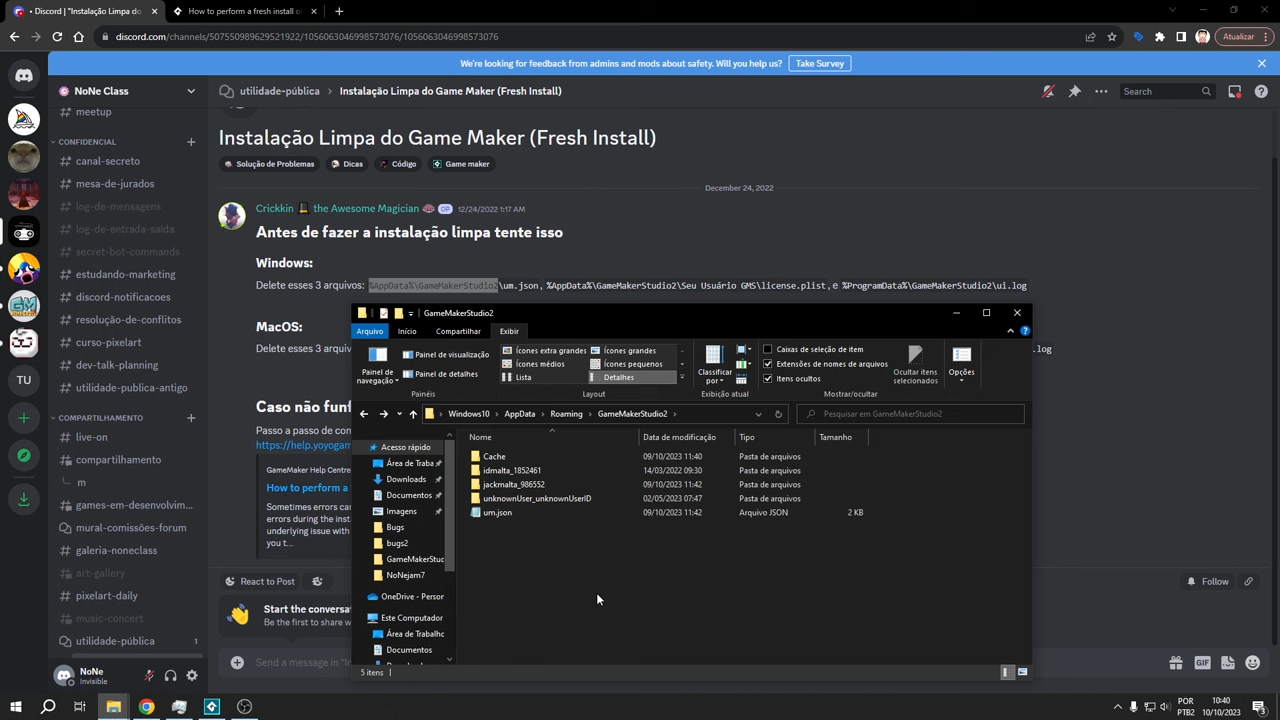 • Discord | "Instalação Limpa do
How to perform a fresh install o
discord.com/channels/507550989629521922/1056063046998573076/1056063046998573076
Atualizar
We're looking for feedback from admins and mods about safety. Will you help us?
Take Survey
NoNe Class
utilidade-pública
Instalação Limpa do Game Maker (Fresh Install)
Search
meetup
CONFIDENCIAL
canal-secreto
mesa-de-jurados
log-de-mensagens
log-de-entrada-saída
secret-bot-commands
estudando-marketing
discord-notificações
resolução-de-conflitos
curso-pixelart
dev-talk-planning
utilidade-publica-antigo
COMPARTILHAMENTO
live-on
compartilhamento
m
games-em-desenvolvim...
mural-comissões-forum
galeria-noneclass
art-gallery
pixelart-daily
music-concert
utilidade-pública
1
TU
NoNe
Invisible
Instalação Limpa do Game Maker (Fresh Install)
Solução de Problemas
Dicas
Código
Game maker
December 24, 2022
Crickkin
the Awesome Magician
OP
12/24/2022 1:17 AM
Antes de fazer a instalação limpa tente isso
Windows:
Delete esses 3 arquivos: %AppData%\GameMakerStudio2\um.json, %AppData%\GameMakerStudio2\Seu Usuário GMS\license.plist, e %ProgramData%\GameMakerStudio2\ui.log
MacOS:
Delete esses 3 arquiv
.log
Caso não funí
Passo a passo de con
https://help.yoyogam
GameMaker Help Centre
How to perform a
Sometimes errors can
errors during the inst
underlying issue with
you t...
React to Post
Follow
Start the conversa
Be the first to share w
Send a message in "In
GIF
GameMakerStudio2
Arquivo
Início
Compartilhar
Exibir
Painel de navegação
Painel de visualização
Painel de detalhes
Painéis
Ícones extra grandes
Ícones grandes
Ícones médios
Ícones pequenos
Lista
Detalhes
Layout
Classificar por
Exibição atual
Caixas de seleção de item
Extensões de nomes de arquivos
Itens ocultos
Ocultar itens selecionados
Mostrar/ocultar
Opções
Windows10
AppData
Roaming
GameMakerStudio2
Pesquisar em GameMakerStudio2
Acesso rápido
Área de Traba
Downloads
Documentos
Imagens
Bugs
bugs2
GameMakerStuc
NoNejam7
OneDrive - Persor
Este Computador
Área de Trabalho
Documentos
Nome
Data de modificação
Tipo
Tamanho
Cache
09/10/2023 11:40
Pasta de arquivos
idmalta_1852461
14/03/2022 09:30
Pasta de arquivos
jackmalta_986552
09/10/2023 11:42
Pasta de arquivos
unknownUser_unknownUserID
02/05/2023 07:47
Pasta de arquivos
um.json
09/10/2023 11:42
Arquivo JSON
2 KB
5 itens
POR
PTB2
10:40
10/10/2023